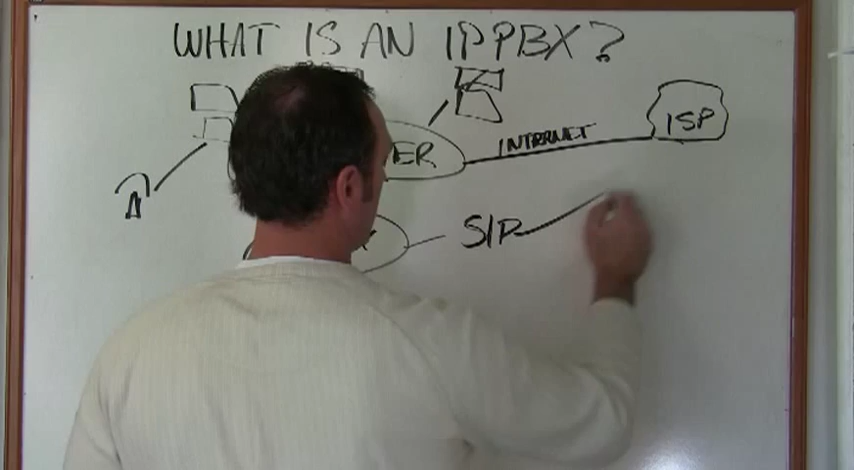 WHAT IS AN IPPBX?
ER
INTERNET
ISP
SIP
X